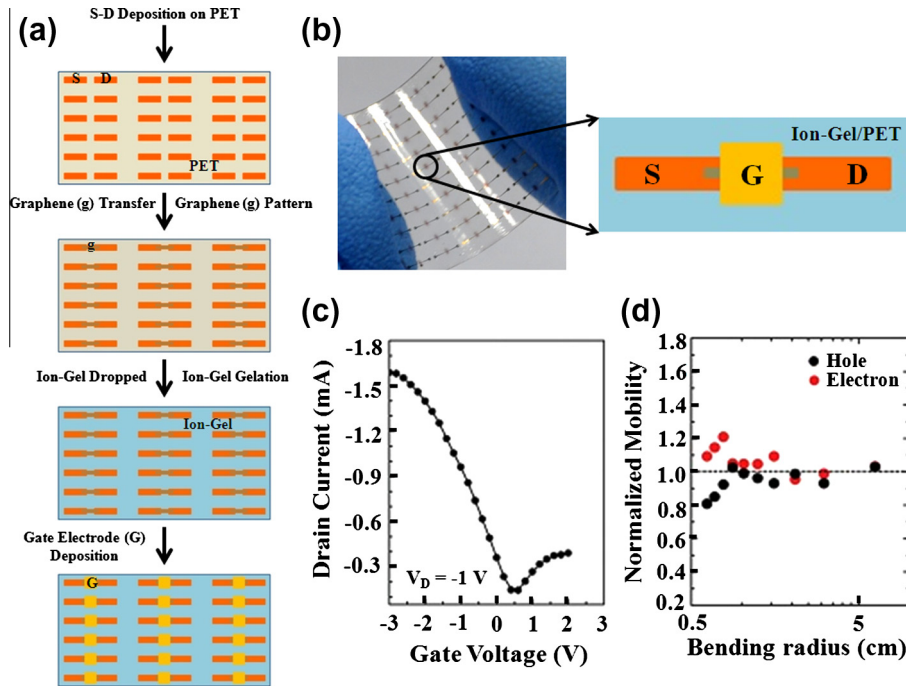 (a)
S-D Deposition on PET
S D
PET
Graphene (g) Transfer Graphene (g) Pattern
g
Ion-Gel Dropped Ion-Gel Gelation
Ion-Gel
Gate Electrode (G)
Deposition
G
(b)
Ion-Gel/PET
S G D
(c)
Drain Current (mA)
-1.8
-1.5
-1.2
-0.9
-0.6
-0.3
V_D = -1 V
-3 -2 -1 0 1 2 3
Gate Voltage (V)
(d)
Normalized Mobility
1.8
1.6
1.4
1.2
1.0
0.8
0.6
0.4
0.2
Hole
Electron
0.5 5
Bending radius (cm)